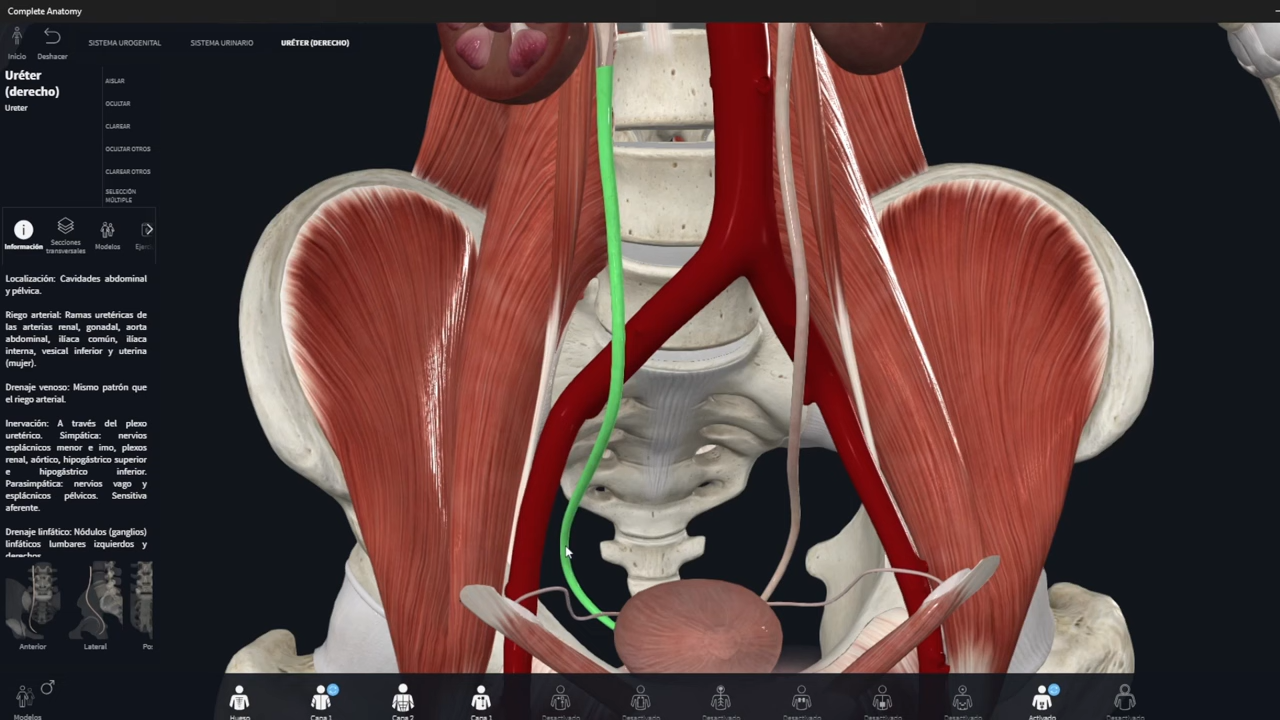 Complete Anatomy
Inicio
Deshacer
SISTEMA UROGENITAL
SISTEMA URINARIO
URÉTER (DERECHO)
Uréter
(derecho)
Ureter
AISLAR
OCULTAR
CLAREAR
OCULTAR OTROS
CLAREAR OTROS
SELECCIÓN
MÚLTIPLE
Información
Secciones
transversales
Modelos
Ejerc
Localización: Cavidades abdominal
y pélvica.
Riego arterial: Ramas uretéricas de
las arterias renal, gonadal, aorta
abdominal, ilíaca común, ilíaca
interna, vesical inferior y uterina
(mujer).
Drenaje venoso: Mismo patrón que
el riego arterial.
Inervación: A través del plexo
uretérico. Simpática: nervios
esplácnicos menor e imo, plexos
renal, aórtico, hipogástrico superior
e hipogástrico inferior.
Parasimpática: nervios vago y
esplácnicos pélvicos. Sensitiva
aferente.
Drenaje linfático: Nódulos (ganglios)
linfáticos lumbares izquierdos y
derechos
Anterior
Lateral
Pos
Modelos
Hueso
Capa 1
Capa 2
Capa 1
Desactivado
Desactivado
Desactivado
Desactivado
Desactivado
Desactivado
Activado
Desactivado